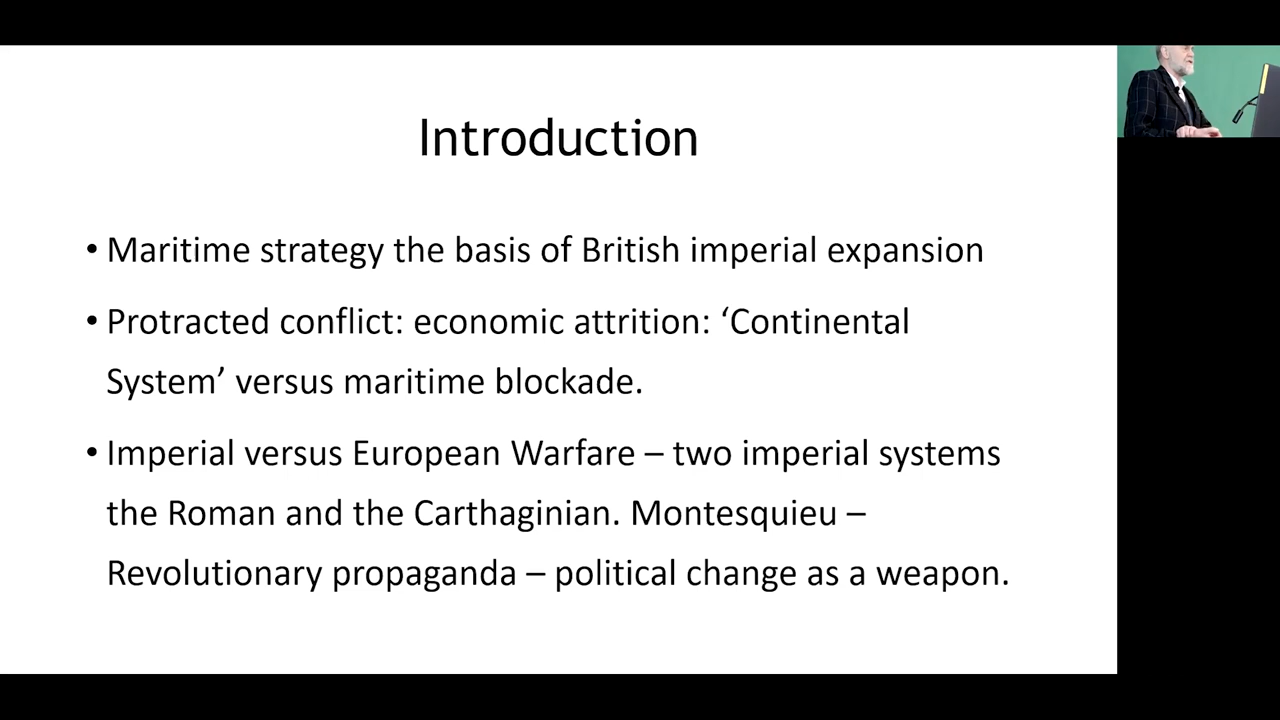 Introduction
• Maritime strategy the basis of British imperial expansion
• Protracted conflict: economic attrition: ‘Continental
System’ versus maritime blockade.
• Imperial versus European Warfare – two imperial systems
the Roman and the Carthaginian. Montesquieu –
Revolutionary propaganda – political change as a weapon.